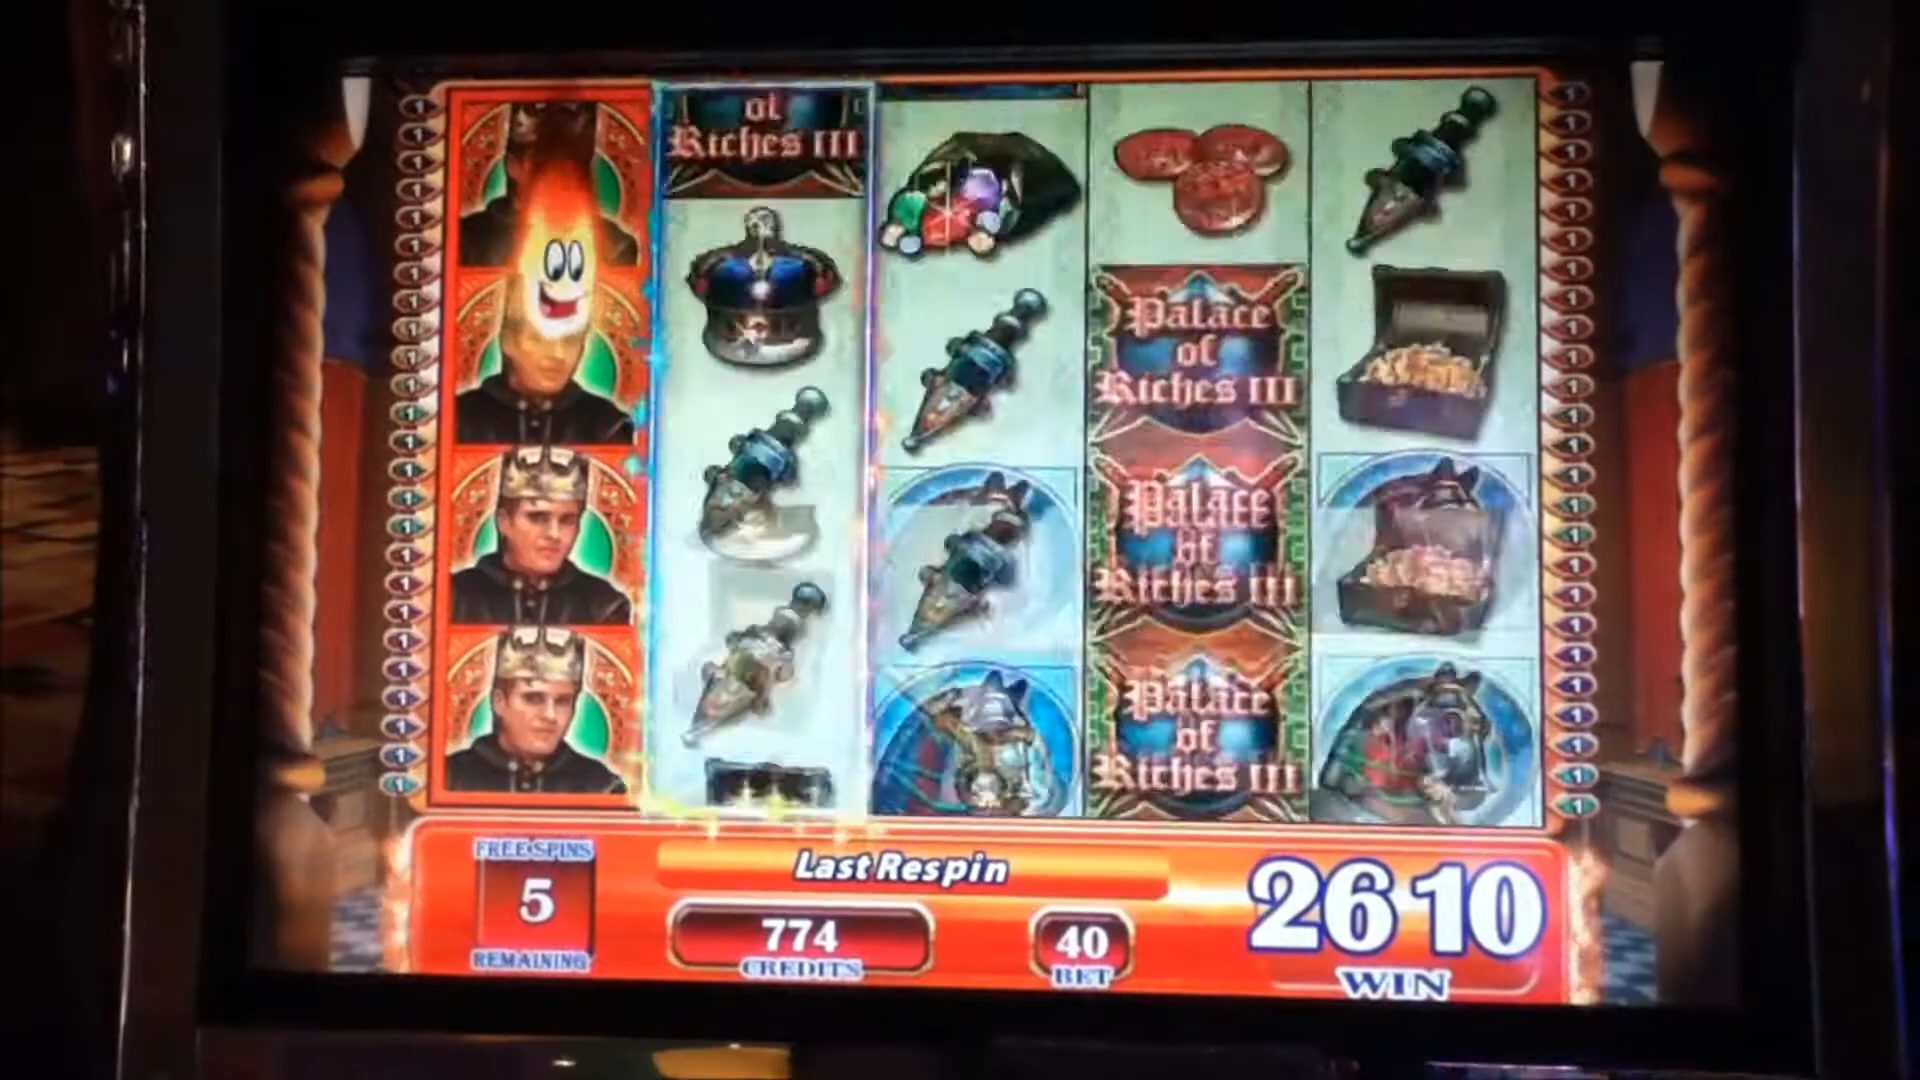 of
Riches III
Palace
of
Riches III
Palace
of
Riches III
Palace
of
Riches III
FREE SPINS
5
REMAINING
Last Respin
774
CREDITS
40
BET
2610
WIN